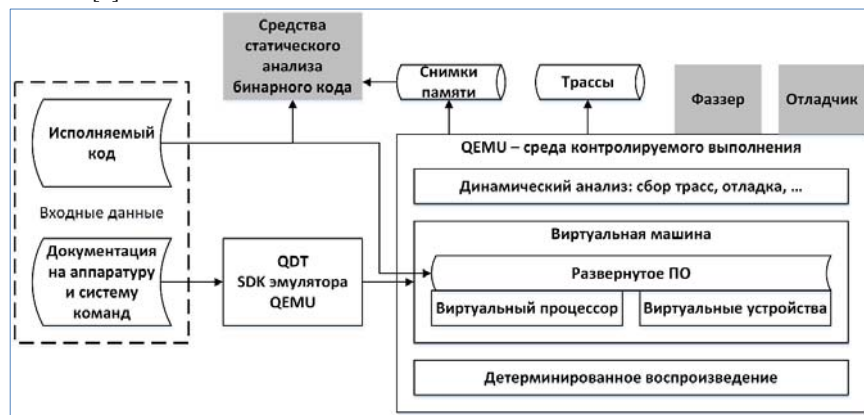 Средства
статического
анализа
бинарного кода
Снимки
памяти
Трассы
Фаззер
Отладчик
Исполняемый
код
Входные данные
Документация
на аппаратуру
и систему
команд
QDT
SDK эмулятора
QEMU
QEMU – среда контролируемого выполнения
Динамический анализ: сбор трасс, отладка, ...
Виртуальная машина
Развернутое ПО
Виртуальный процессор
Виртуальные устройства
Детерминированное воспроизведение